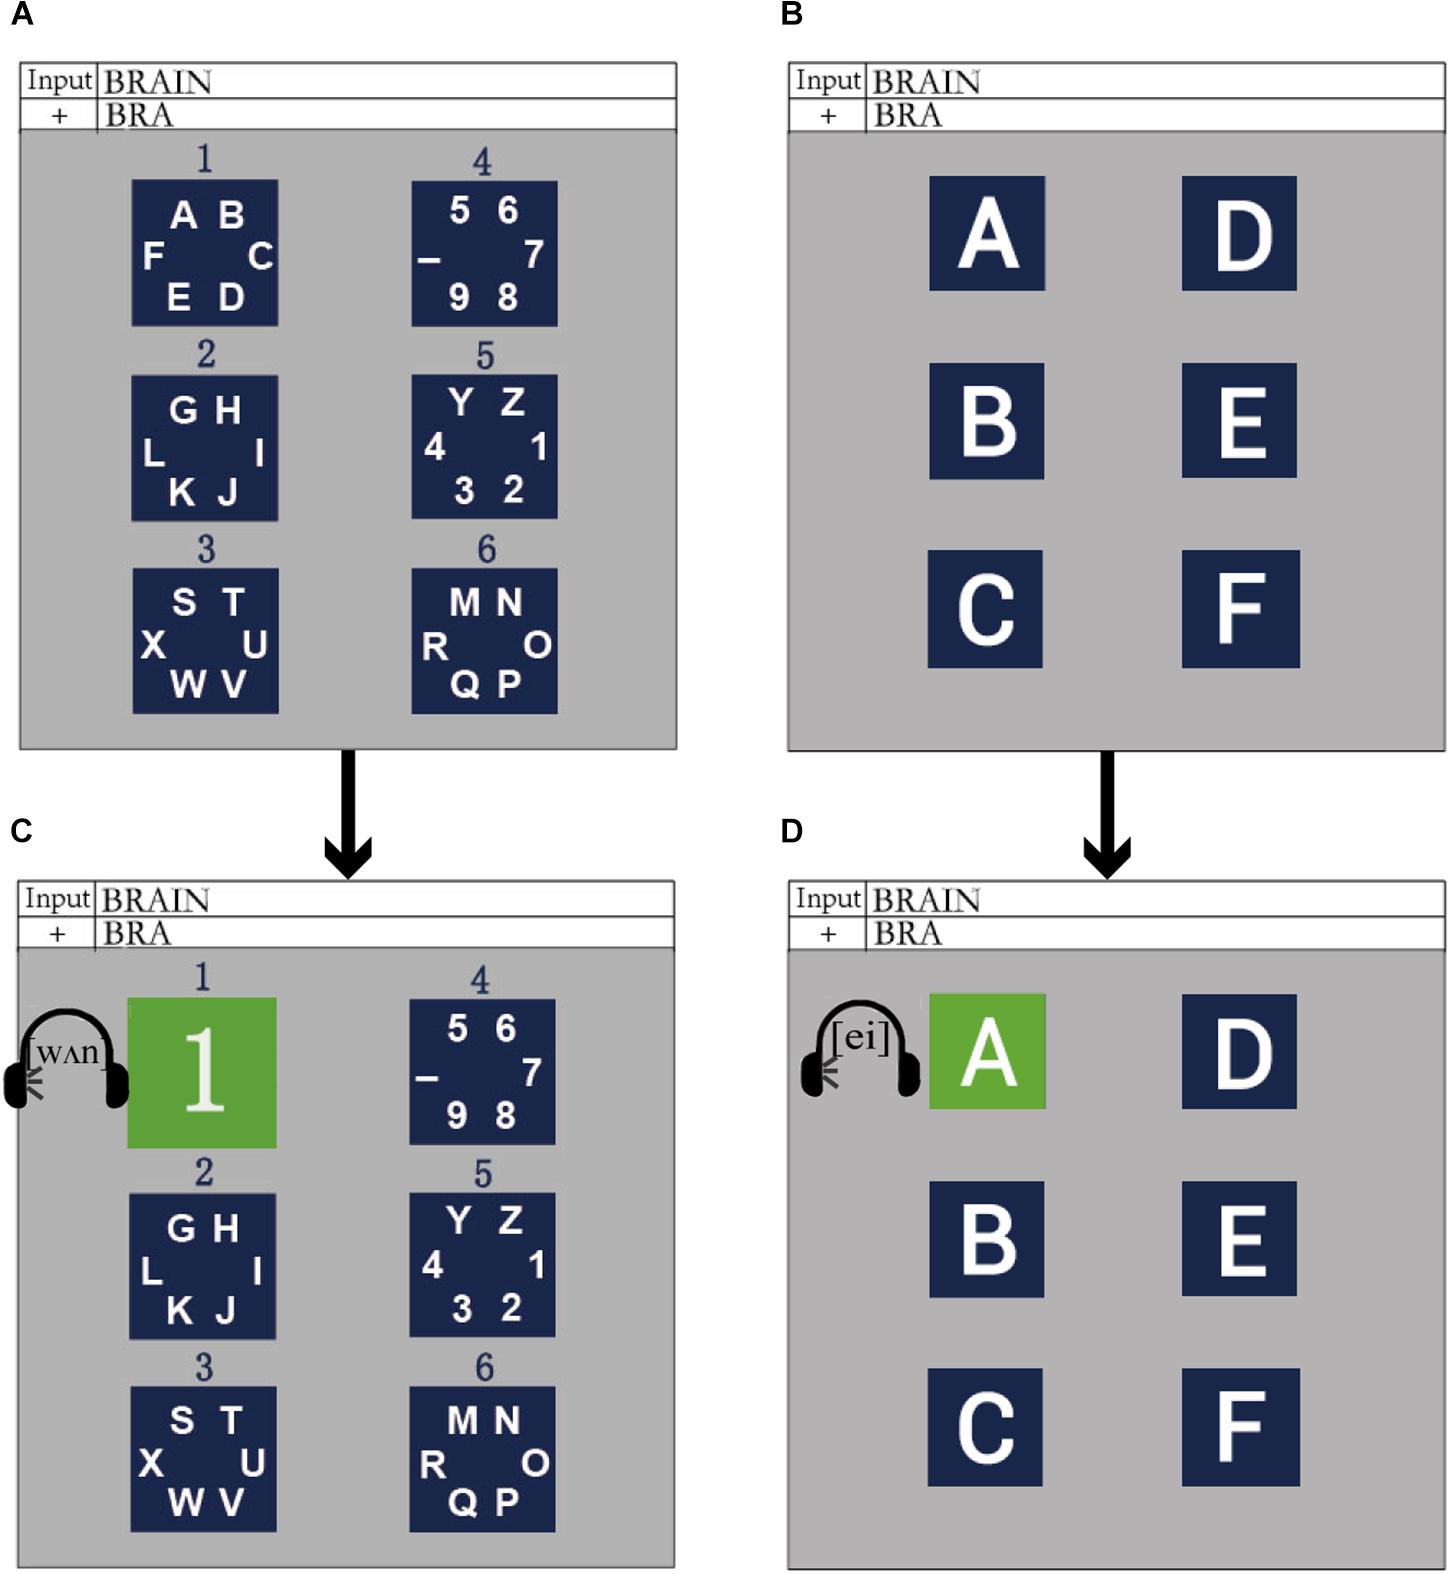 A
Input BRAIN
+ BRA
1 4
A B
F C
E D
5 6
– 7
9 8
2 5
G H
L I
K J
Y Z
4 1
3 2
3 6
S T
X U
W V
M N
R O
Q P
B
Input BRAIN
+ BRA
A D
B E
C F
C
Input BRAIN
+ BRA
1 4
[wʌn]
1
5 6
– 7
9 8
2 5
G H
L I
K J
Y Z
4 1
3 2
3 6
S T
X U
W V
M N
R O
Q P
D
Input BRAIN
+ BRA
[ei]
A D
B E
C F